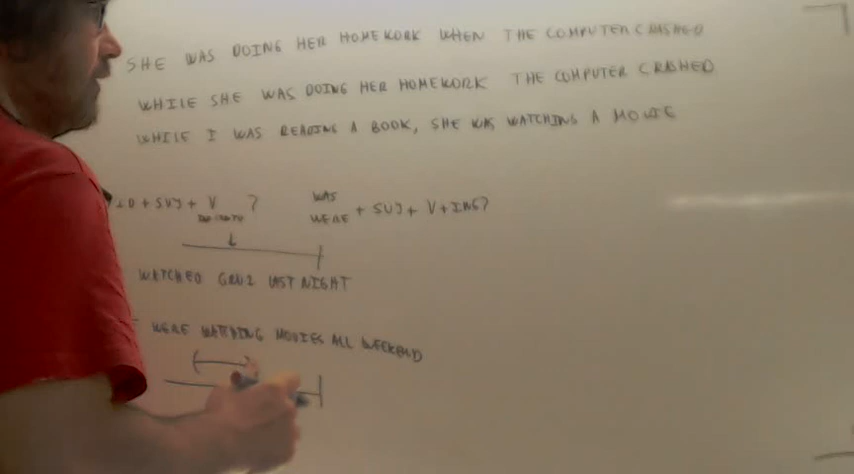 SHE WAS DOING HER HOMEWORK WHEN THE COMPUTER CRASHED
WHILE SHE WAS DOING HER HOMEWORK THE COMPUTER CRASHED
WHILE I WAS READING A BOOK, SHE WAS WATCHING A MOVIE
+ SUJ + V ?
WAS
WERE + SUJ + V + ING?
WATCHED GRU 2 LAST NIGHT
WERE WATCHING MOVIES ALL WEEKEND